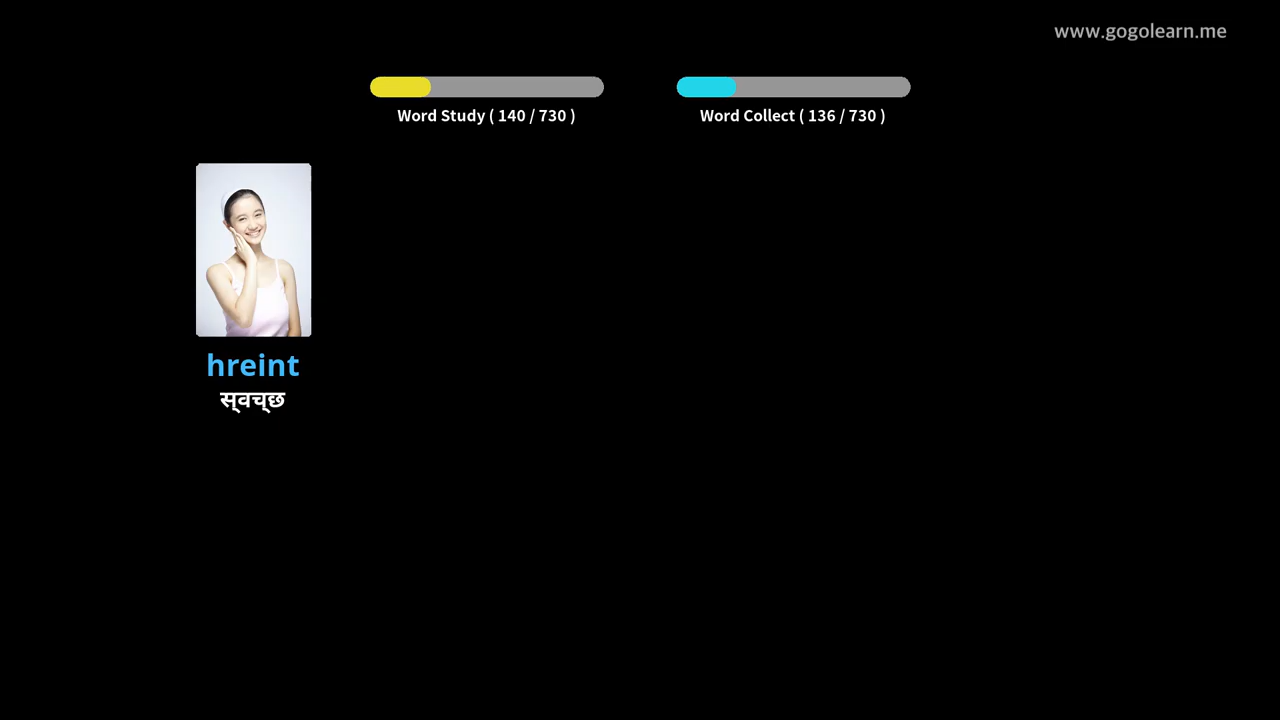 www.gogolearn.me
Word Study ( 140 / 730 )
Word Collect ( 136 / 730 )
hreint
स्वच्छ